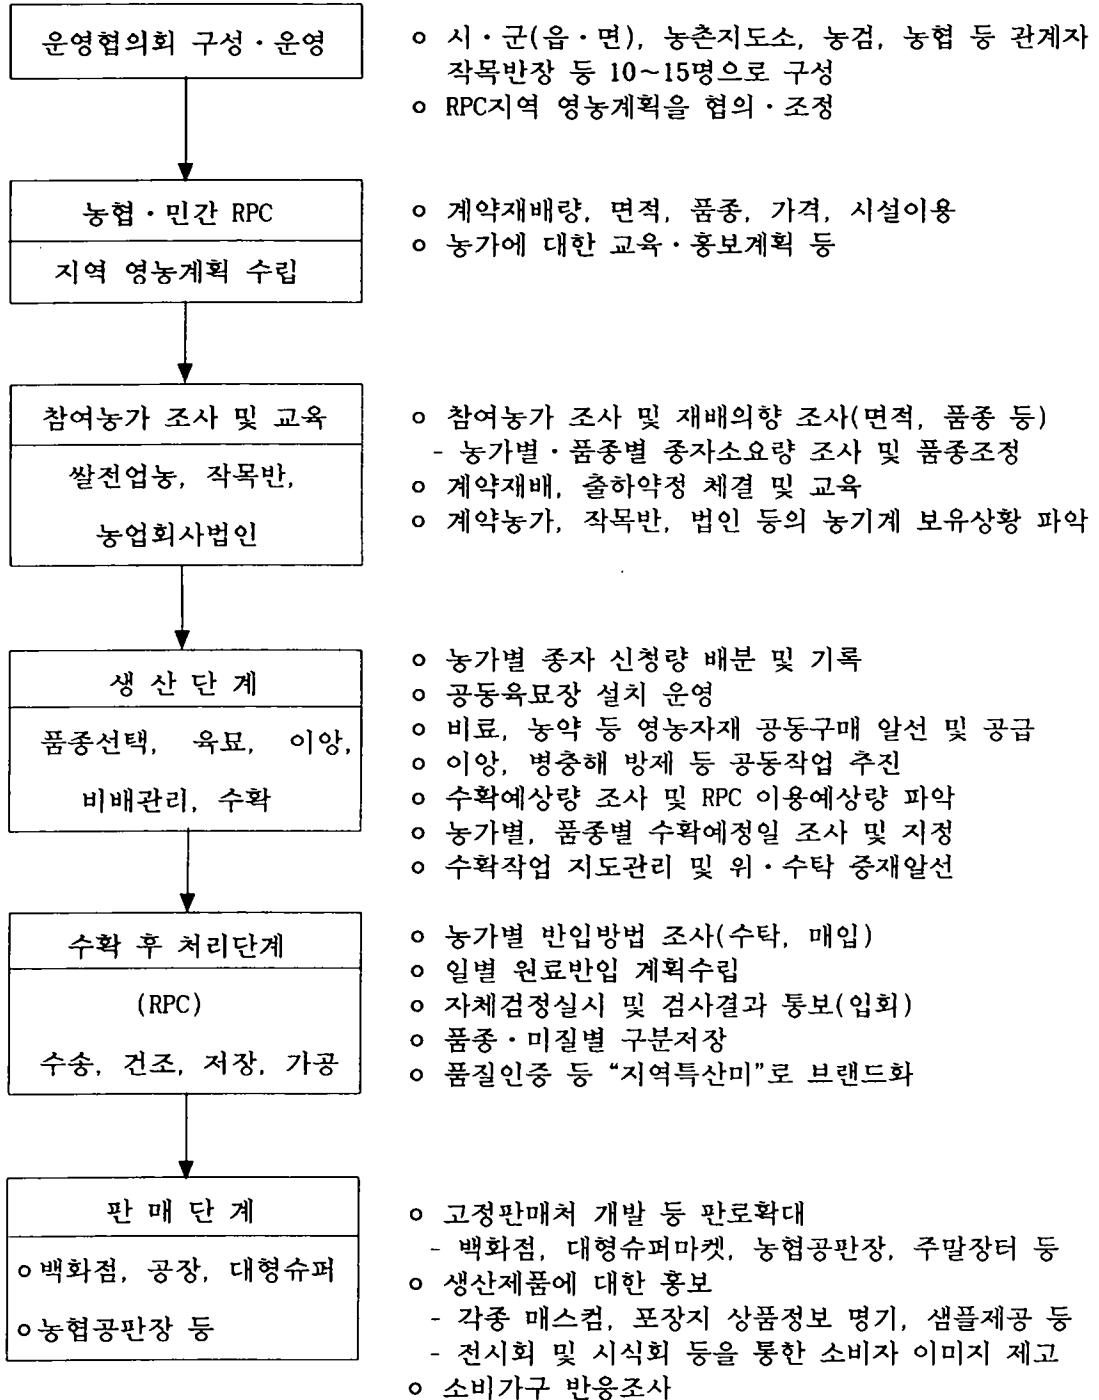 운영협의회 구성・운영
o 시・군(읍・면), 농촌지도소, 농검, 농협 등 관계자
작목반장 등 10~15명으로 구성
o RPC지역 영농계획을 협의・조정
농협・민간 RPC
지역 영농계획 수립
o 계약재배량, 면적, 품종, 가격, 시설이용
o 농가에 대한 교육・홍보계획 등
참여농가 조사 및 교육
쌀전업농, 작목반,
농업회사법인
o 참여농가 조사 및 재배의향 조사(면적, 품종 등)
- 농가별・품종별 종자소요량 조사 및 품종조정
o 계약재배, 출하약정 체결 및 교육
o 계약농가, 작목반, 법인 등의 농기계 보유상황 파악
생 산 단 계
품종선택, 육묘, 이앙,
비배관리, 수확
o 농가별 종자 신청량 배분 및 기록
o 공동육묘장 설치 운영
o 비료, 농약 등 영농자재 공동구매 알선 및 공급
o 이앙, 병충해 방제 등 공동작업 추진
o 수확예상량 조사 및 RPC 이용예상량 파악
o 농가별, 품종별 수확예정일 조사 및 지정
o 수확작업 지도관리 및 위・수탁 중재알선
수확 후 처리단계
(RPC)
수송, 건조, 저장, 가공
o 농가별 반입방법 조사(수탁, 매입)
o 일별 원료반입 계획수립
o 자체검정실시 및 검사결과 통보(입회)
o 품종・미질별 구분저장
o 품질인증 등 “지역특산미”로 브랜드화
판 매 단 계
o 백화점, 공장, 대형슈퍼
o 농협공판장 등
o 고정판매처 개발 등 판로확대
- 백화점, 대형슈퍼마켓, 농협공판장, 주말장터 등
o 생산제품에 대한 홍보
- 각종 매스컴, 포장지 상품정보 명기, 샘플제공 등
- 전시회 및 시식회 등을 통한 소비자 이미지 제고
o 소비가구 반응조사